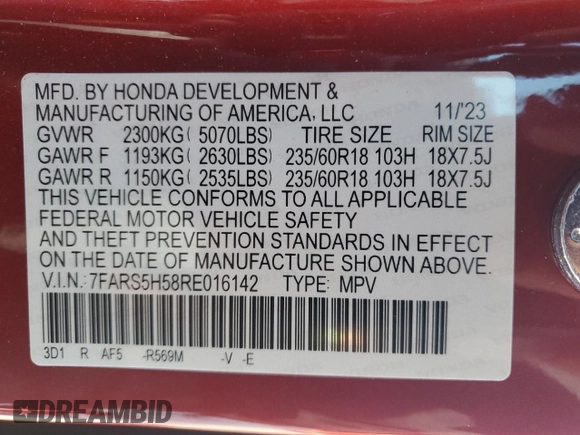 MFD. BY HONDA DEVELOPMENT &
MANUFACTURING OF AMERICA, LLC 11/'23
GVWR 2300KG( 5070LBS) TIRE SIZE RIM SIZE
GAWR F 1193KG( 2630LBS) 235/60R18 103H 18X7.5J
GAWR R 1150KG( 2535LBS) 235/60R18 103H 18X7.5J
THIS VEHICLE CONFORMS TO ALL APPLICABLE
FEDERAL MOTOR VEHICLE SAFETY
AND THEFT PREVENTION STANDARDS IN EFFECT
ON THE DATE OF MANUFACTURE SHOWN ABOVE.
V.I.N.:7FARS5H58RE016142 TYPE: MPV
3D1 R AF5 -R569M -V -E
DREAMBID